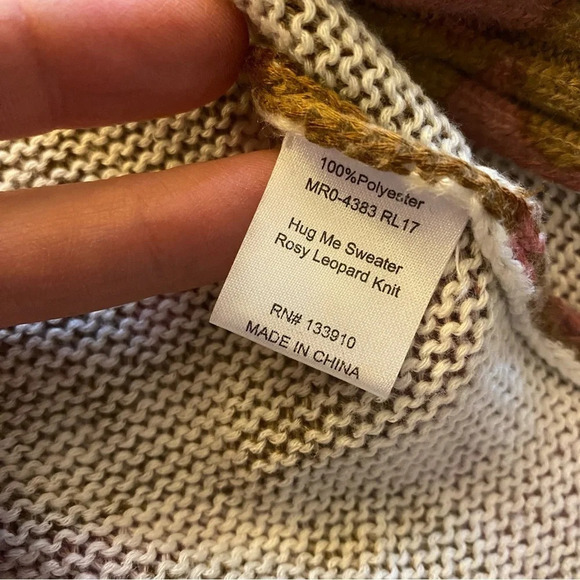 100%Polyester
MR0-4383 RL17
Hug Me Sweater
Rosy Leopard Knit
RN# 133910
MADE IN CHINA